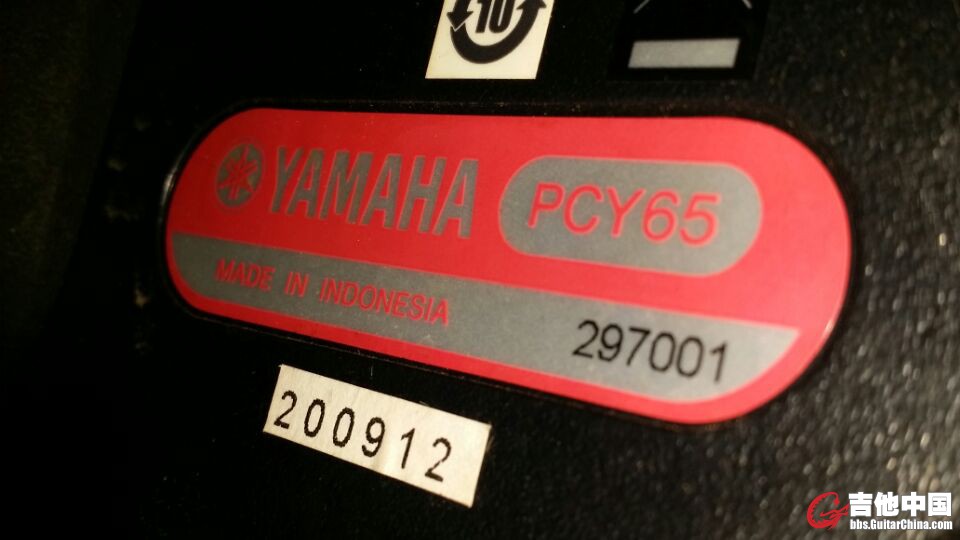 10
YAMAHA PCY65
MADE IN INDONESIA
297001
200912
吉他中国
bbs.GuitarChina.com